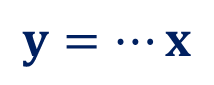 y = ⋯ x